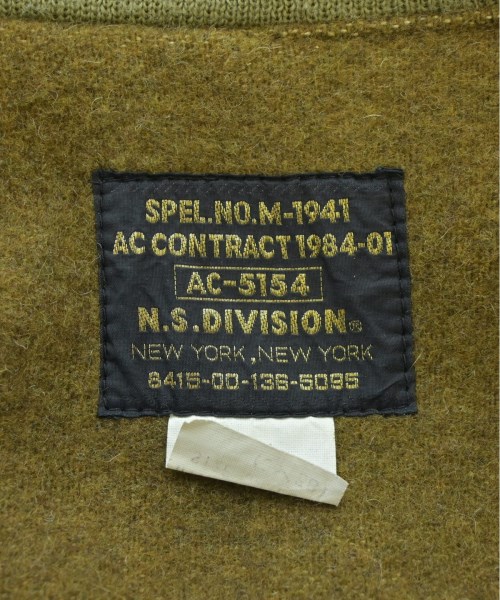 SPEL.NO.M-1941
AC CONTRACT 1984-01
AC-5154
N.S.DIVISION®
NEW YORK, NEW YORK
8415-00-136-5095